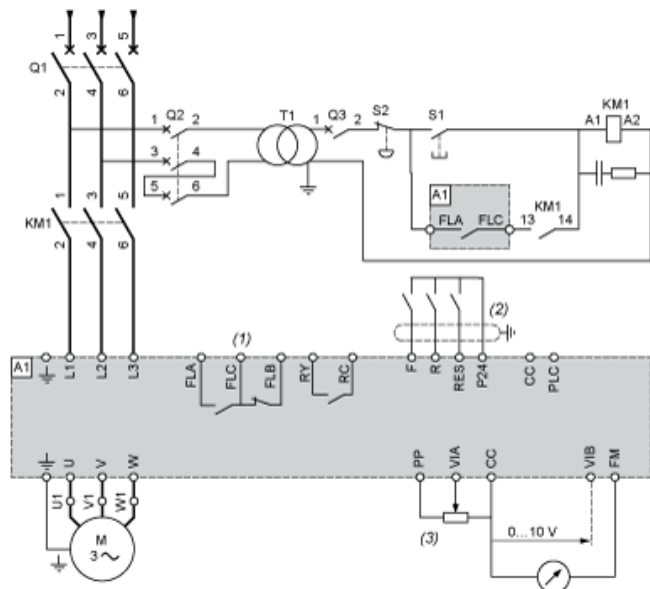 1 3 5
Q1
2 4 6
1 Q2 2 T1 1 Q3 2 S2 S1 KM1
A1 A2
3 4
5 6
A1
FLA FLC 13 KM1 14
1 3 5
KM1
2 4 6
(1) (2)
A1
L1 L2 L3 FLA FLC FLB RY RC F R RES P24 CC PLC
U V W PP VIA CC VIB FM
U1 V1 W1
(3) 0...10 V
M
3